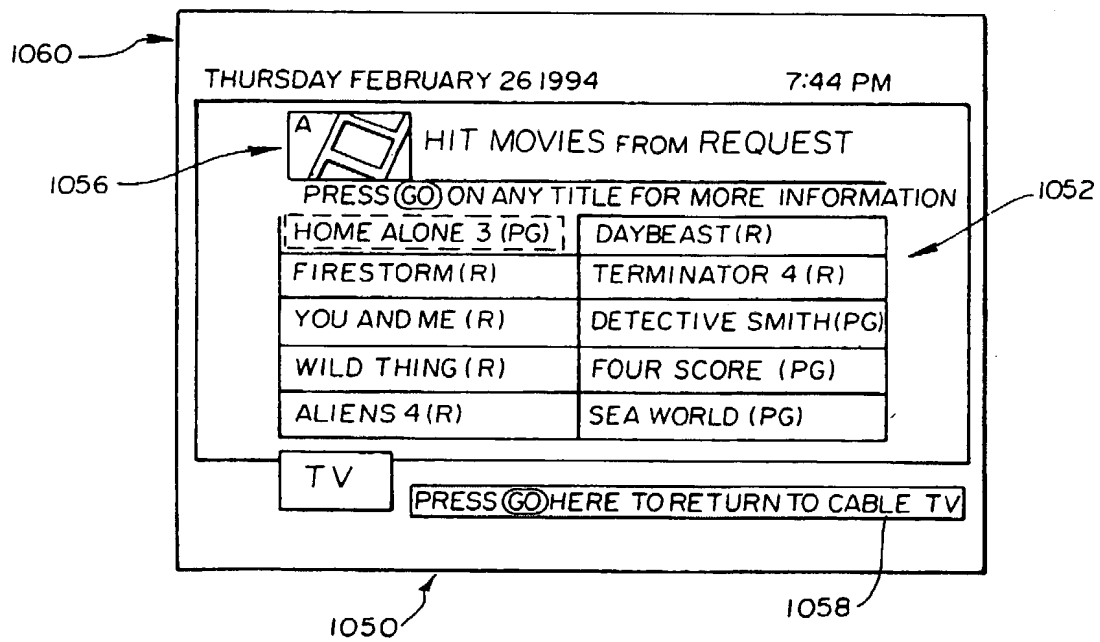 1060
THURSDAY FEBRUARY 26 1994 7:44 PM
A
HIT MOVIES FROM REQUEST
1056
PRESS GO ON ANY TITLE FOR MORE INFORMATION
1052
HOME ALONE 3 (PG) DAYBEAST (R)
FIRESTORM (R) TERMINATOR 4 (R)
YOU AND ME (R) DETECTIVE SMITH (PG)
WILD THING (R) FOUR SCORE (PG)
ALIENS 4 (R) SEA WORLD (PG)
TV
PRESS GO HERE TO RETURN TO CABLE TV
1050
1058